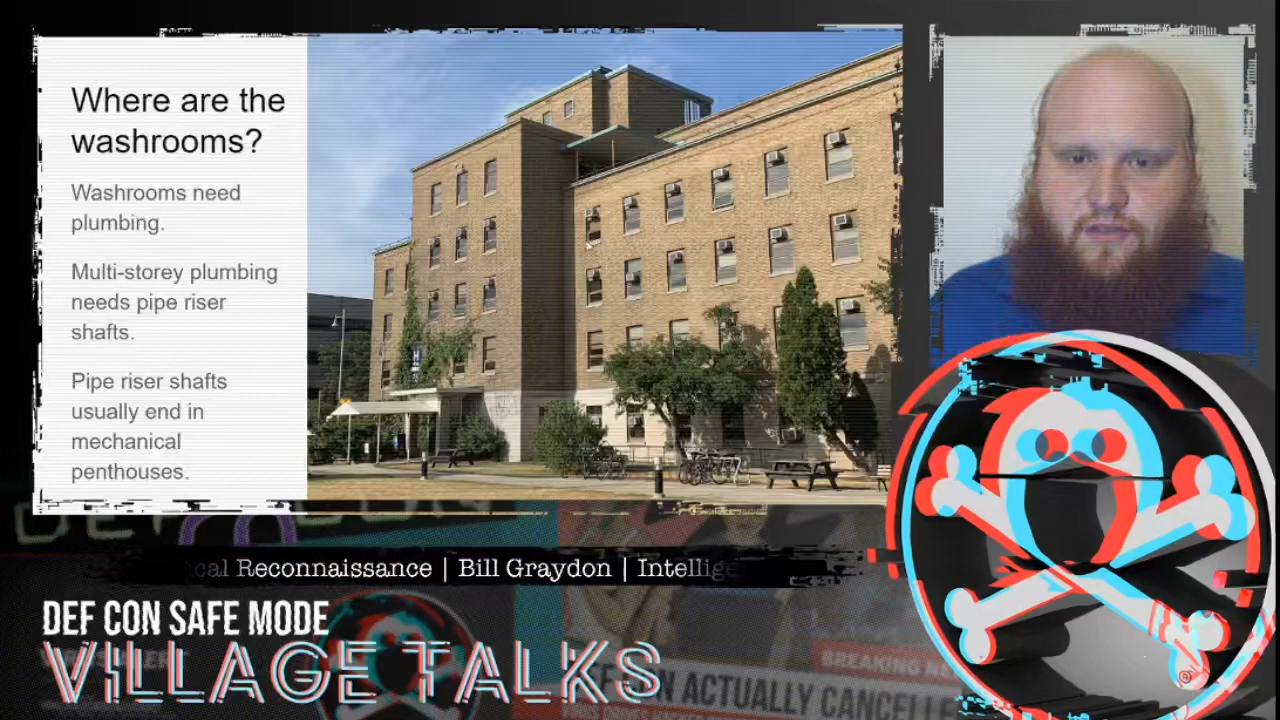 Where are the
washrooms?
Washrooms need
plumbing.
Multi-storey plumbing
needs pipe riser
shafts.
Pipe riser shafts
usually end in
mechanical
penthouses.
Reconnaissance | Bill Graydon |
DEF CON SAFE MODE
VILLAGE TALKS
BREAKING
CON ACTUALLY